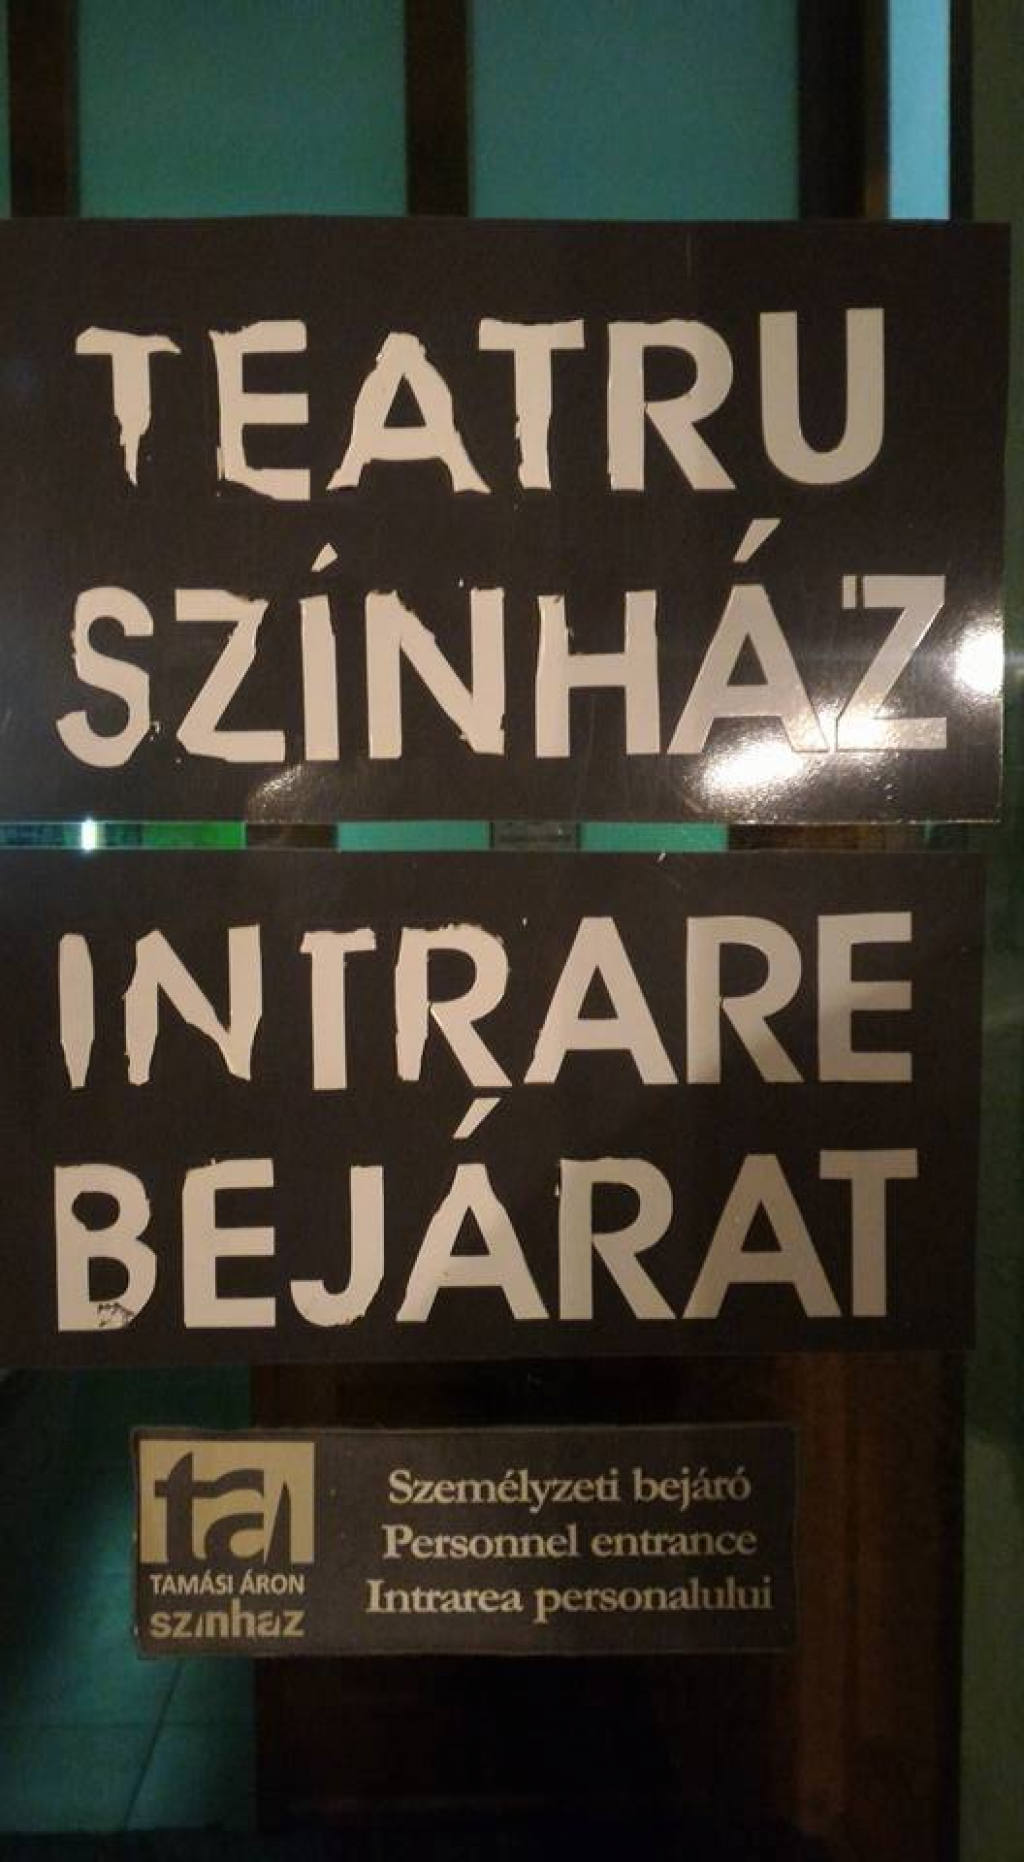 TEATRU
SZÍNHÁZ
INTRARE
BEJÁRAT
ta
TAMÁSI ÁRON
színház
Személyzeti bejáró
Personnel entrance
Intrarea personalului